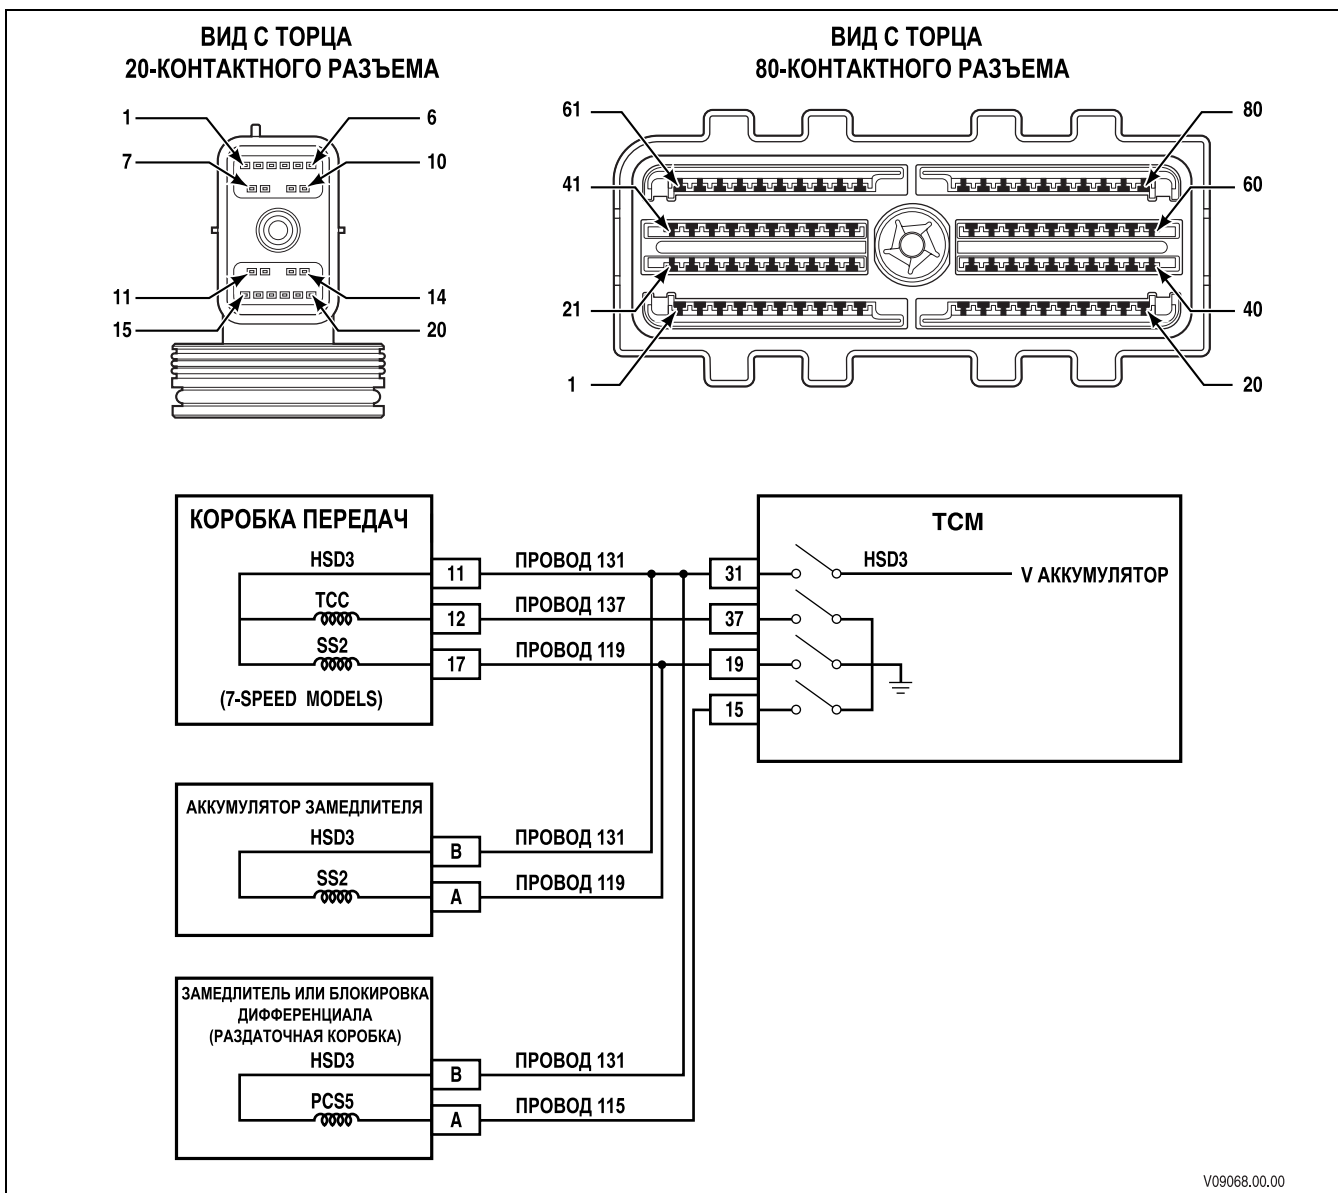 ВИД С ТОРЦА
20-КОНТАКТНОГО РАЗЪЕМА
ВИД С ТОРЦА
80-КОНТАКТНОГО РАЗЪЕМА
1
6
7
10
11
14
15
20
61
80
41
60
21
40
1
20
КОРОБКА ПЕРЕДАЧ
HSD3
11
ПРОВОД 131
TCC
12
ПРОВОД 137
SS2
17
ПРОВОД 119
(7-SPEED MODELS)
TCM
31
HSD3
V АККУМУЛЯТОР
37
19
15
АККУМУЛЯТОР ЗАМЕДЛИТЕЛЯ
HSD3
B
ПРОВОД 131
SS2
A
ПРОВОД 119
ЗАМЕДЛИТЕЛЬ ИЛИ БЛОКИРОВКА
ДИФФЕРЕНЦИАЛА
(РАЗДАТОЧНАЯ КОРОБКА)
HSD3
B
ПРОВОД 131
PCS5
A
ПРОВОД 115
V09068.00.00